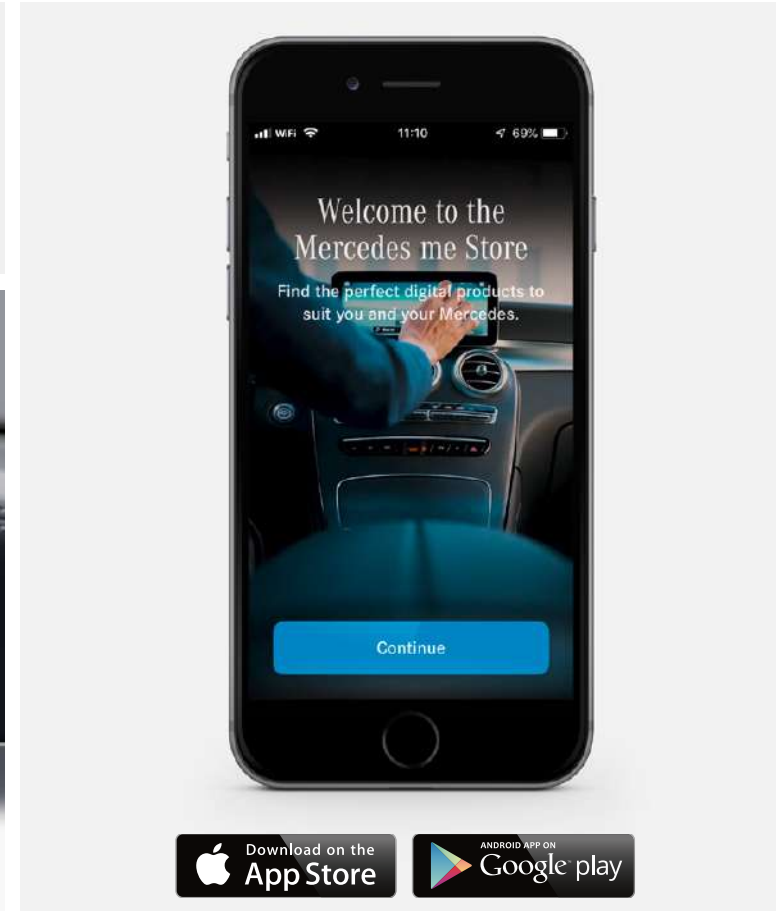 WiFi 11:10 69%
Welcome to the
Mercedes me Store
Find the perfect digital products to
suit you and your Mercedes.
Continue
Download on the
App Store
ANDROID APP ON
Google play